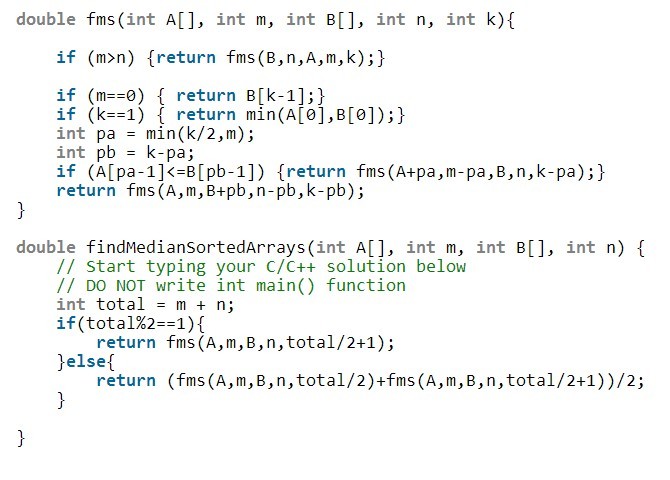 double fms(int A[], int m, int B[], int n, int k){
if (m>n) {return fms(B,n,A,m,k);}
if (m==0) { return B[k-1];}
if (k==1) { return min(A[0],B[0]);}
int pa = min(k/2,m);
int pb = k-pa;
if (A[pa-1]<=B[pb-1]) {return fms(A+pa,m-pa,B,n,k-pa);}
return fms(A,m,B+pb,n-pb,k-pb);
}
double findMedianSortedArrays(int A[], int m, int B[], int n) {
// Start typing your C/C++ solution below
// DO NOT write int main() function
int total = m + n;
if(total%2==1){
return fms(A,m,B,n,total/2+1);
}else{
return (fms(A,m,B,n,total/2)+fms(A,m,B,n,total/2+1))/2;
}
}